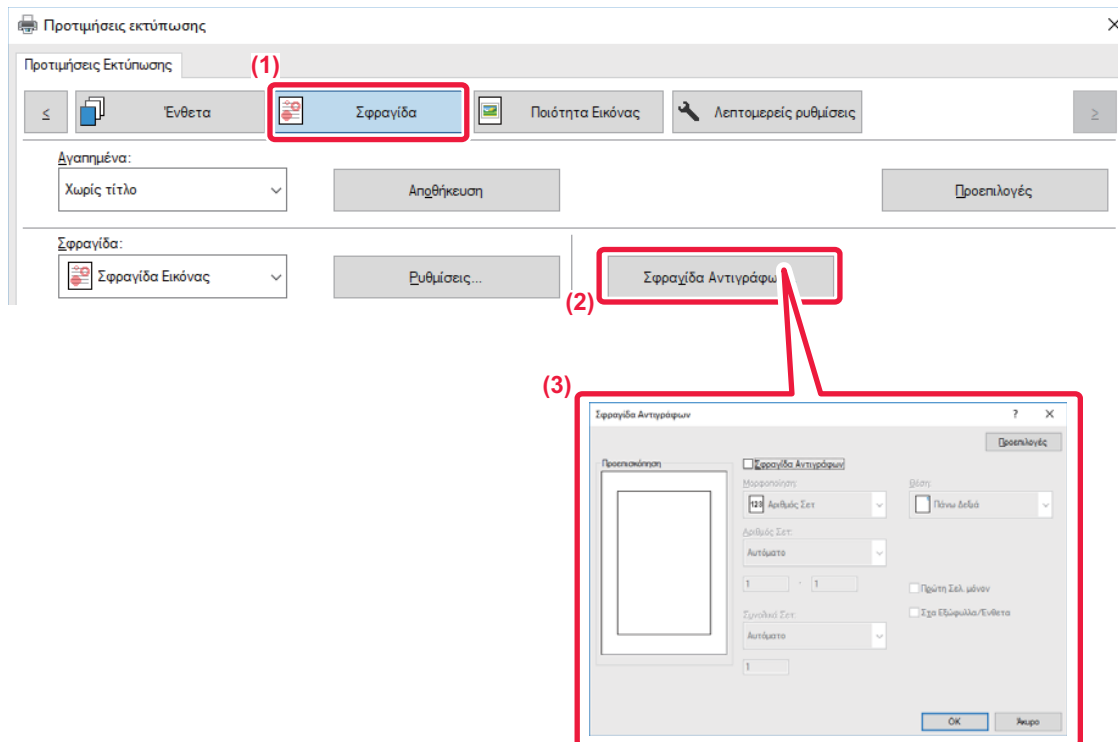 Προτιμήσεις εκτύπωσης
Προτιμήσεις Εκτύπωσης
(1)
≤ Ένθετα Σφραγίδα Ποιότητα Εικόνας Λεπτομερείς ρυθμίσεις ≥
Αγαπημένα:
Χωρίς τίτλο Αποθήκευση Προεπιλογές
Σφραγίδα:
Σφραγίδα Εικόνας Ρυθμίσεις... Σφραγίδα Αντιγράφω
(2)
(3)
Σφραγίδα Αντιγράφων ?
Προεπιλογές
Προεπισκόπηση Σφραγίδα Αντιγράφων
Μορφοποίηση: Θέση:
123 Αριθμός Σετ Πάνω Δεξιά
Αριθμός Σετ:
Αυτόματο
1 - 1 Πρώτη Σελ. μόνον
Συνολικά Σετ: Στα Εξώφυλλα/Ένθετα
Αυτόματο
1
OK Άκυρο